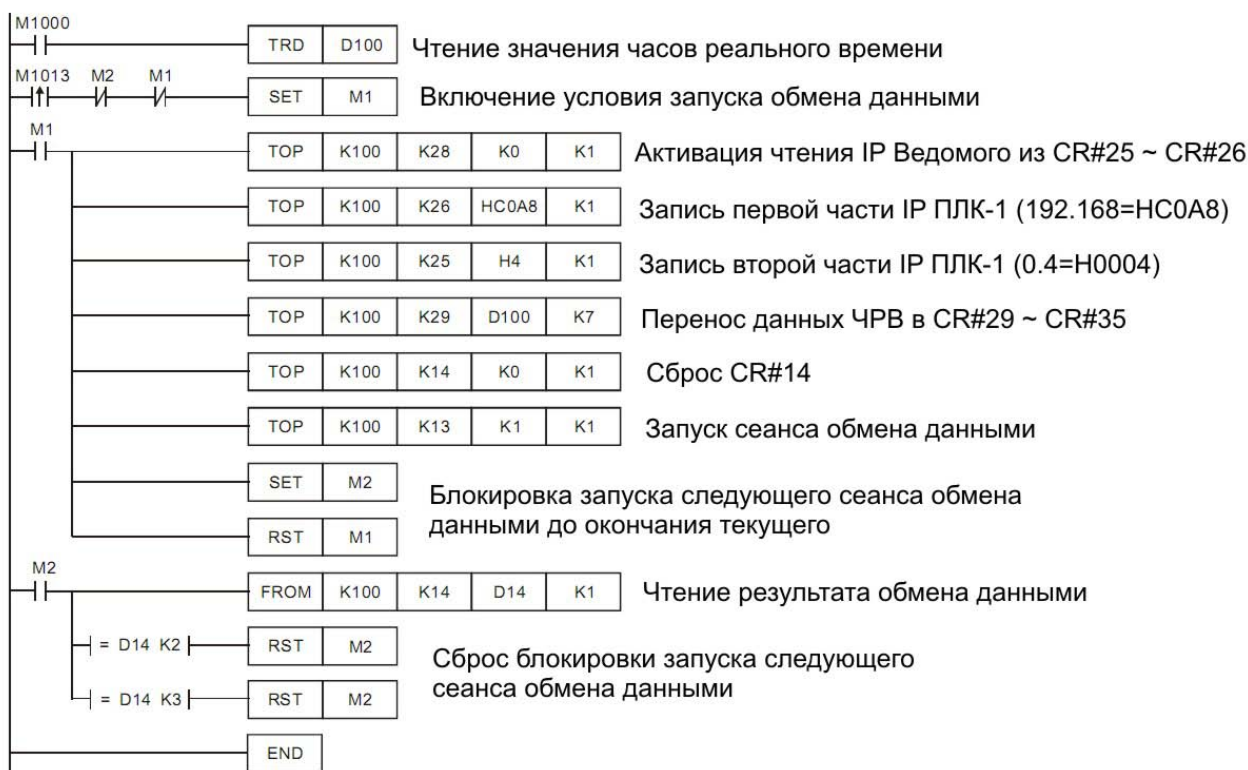 M1000
TRD D100 Чтение значения часов реального времени
M1013 M2 M1
SET M1 Включение условия запуска обмена данными
M1
TOP K100 K28 K0 K1 Активация чтения IP Ведомого из CR#25 ~ CR#26
TOP K100 K26 HC0A8 K1 Запись первой части IP ПЛК-1 (192.168=HC0A8)
TOP K100 K25 H4 K1 Запись второй части IP ПЛК-1 (0.4=H0004)
TOP K100 K29 D100 K7 Перенос данных ЧРВ в CR#29 ~ CR#35
TOP K100 K14 K0 K1 Сброс CR#14
TOP K100 K13 K1 K1 Запуск сеанса обмена данными
SET M2
Блокировка запуска следующего сеанса обмена
данными до окончания текущего
RST M1
M2
FROM K100 K14 D14 K1 Чтение результата обмена данными
= D14 K2 RST M2
Сброс блокировки запуска следующего
сеанса обмена данными
= D14 K3 RST M2
END